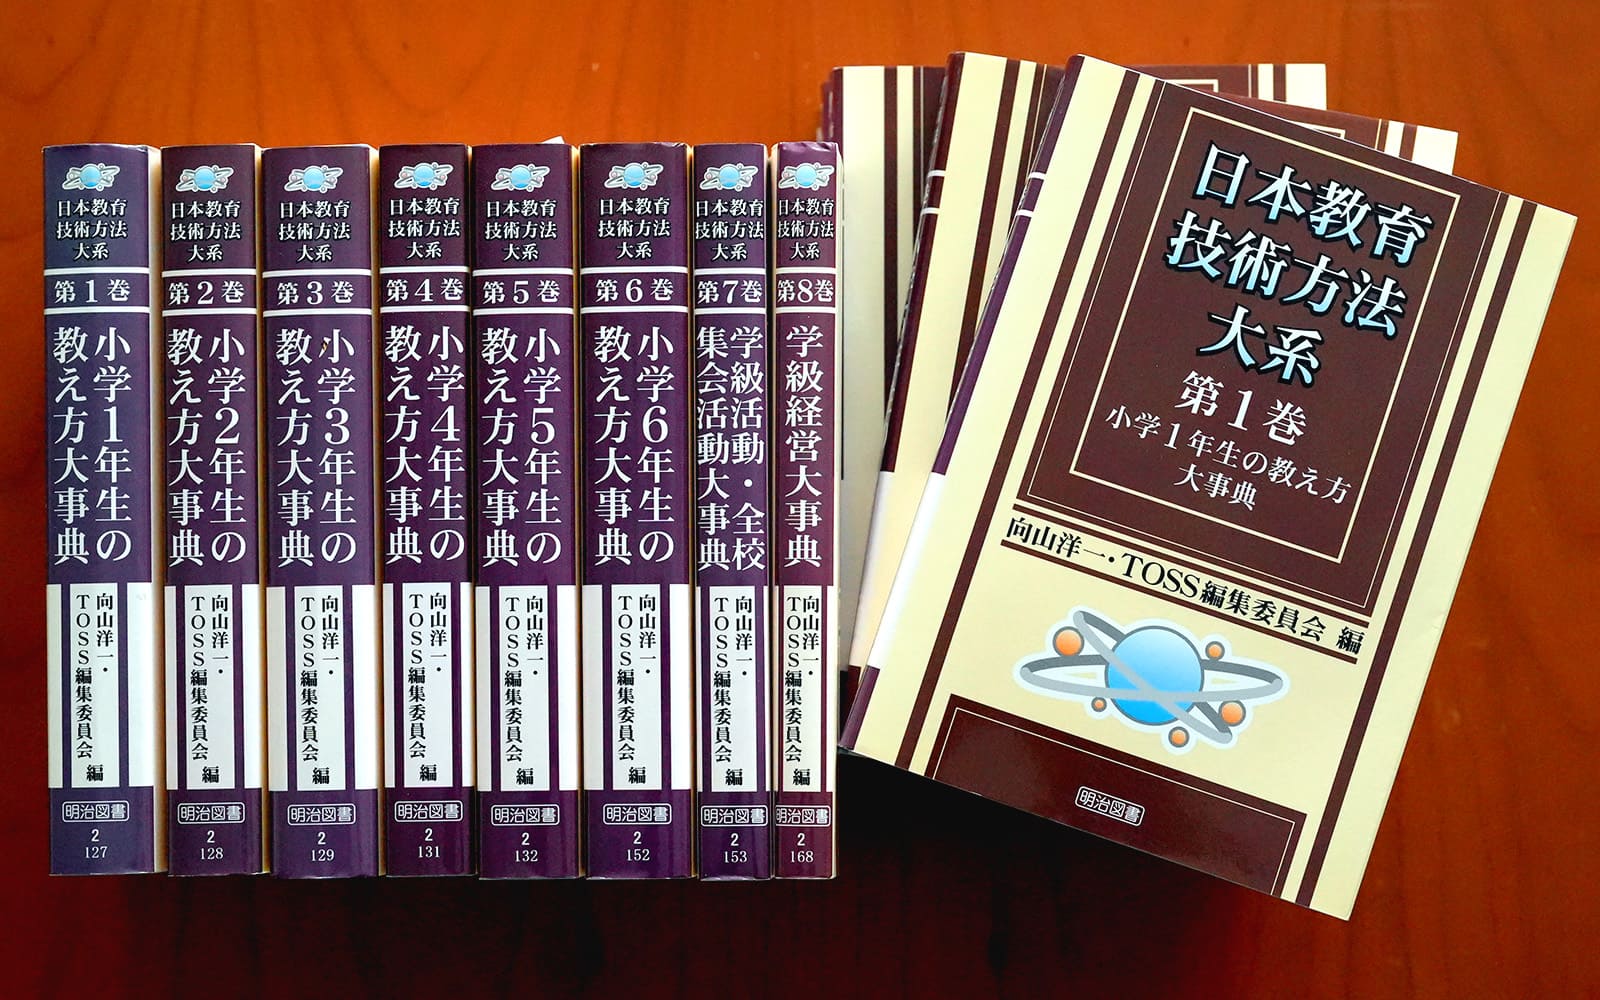 日本教育
技術方法
大系
第1巻
小学1年生の
教え方大事典
向山洋一・
TOSS編集委員会 編
明治図書
2
127
日本教育
技術方法
大系
第2巻
小学2年生の
教え方大事典
向山洋一・
TOSS編集委員会 編
明治図書
2
128
日本教育
技術方法
大系
第3巻
小学3年生の
教え方大事典
向山洋一・
TOSS編集委員会 編
明治図書
2
129
日本教育
技術方法
大系
第4巻
小学4年生の
教え方大事典
向山洋一・
TOSS編集委員会 編
明治図書
2
131
日本教育
技術方法
大系
第5巻
小学5年生の
教え方大事典
向山洋一・
TOSS編集委員会 編
明治図書
2
132
日本教育
技術方法
大系
第6巻
小学6年生の
教え方大事典
向山洋一・
TOSS編集委員会 編
明治図書
2
152
日本教育
技術方法
大系
第7巻
学級活動・全校
集会活動大事典
向山洋一・
TOSS編集委員会 編
明治図書
2
153
日本教育
技術方法
大系
第8巻
学級経営大事典
向山洋一・
TOSS編集委員会 編
明治図書
2
168
日本教育
技術方法
大系
第1巻
小学1年生の教え方
大事典
向山洋一・TOSS編集委員会 編
明治図書